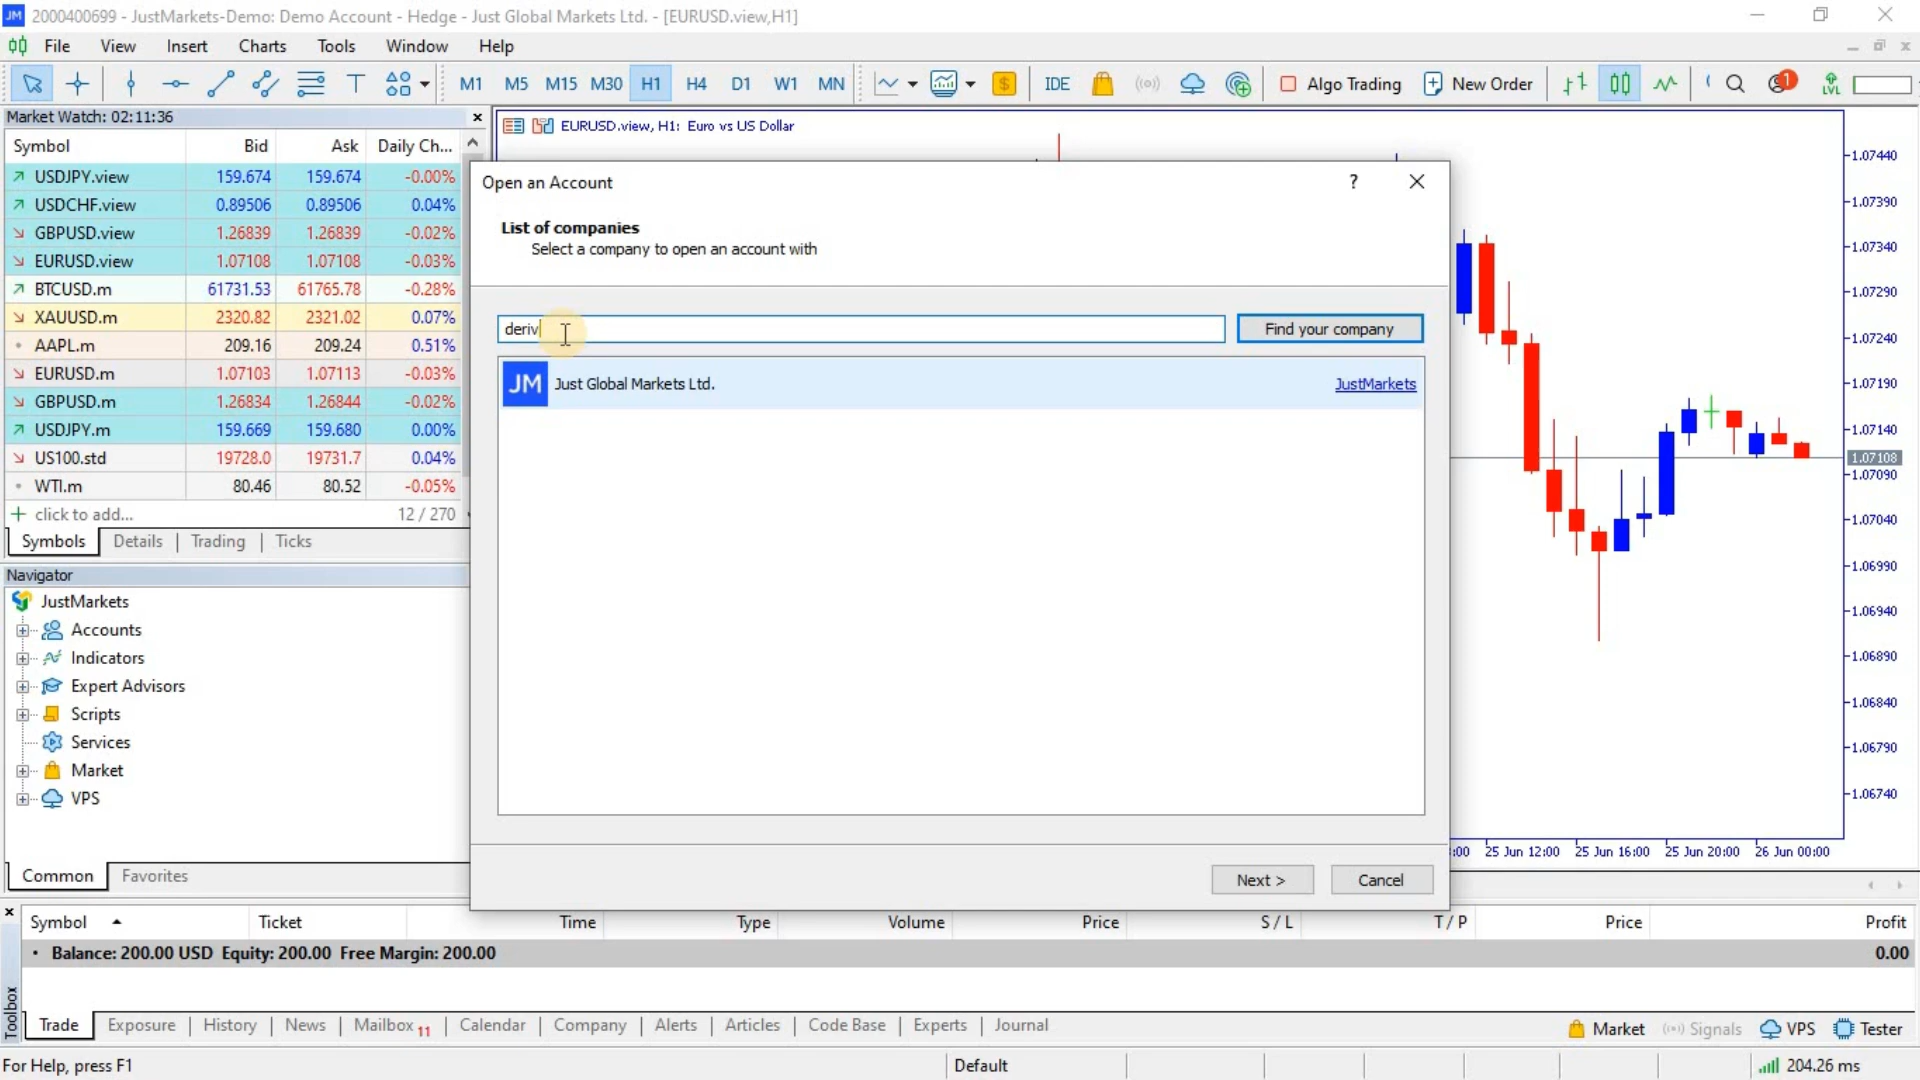 JM 2000400699 - JustMarkets-Demo: Demo Account - Hedge - Just Global Markets Ltd. - [EURUSD.view,H1]
File View Insert Charts Tools Window Help
T M1 M5 M15 M30 H1 H4 D1 W1 MN $ IDE Algo Trading New Order 1 LVL
Market Watch: 02:11:36
Symbol Bid Ask Daily Ch...
USDJPY.view 159.674 159.674 -0.00%
USDCHF.view 0.89506 0.89506 0.04%
GBPUSD.view 1.26839 1.26839 -0.02%
EURUSD.view 1.07108 1.07108 -0.03%
BTCUSD.m 61731.53 61765.78 -0.28%
XAUUSD.m 2320.82 2321.02 0.07%
AAPL.m 209.16 209.24 0.51%
EURUSD.m 1.07103 1.07113 -0.03%
GBPUSD.m 1.26834 1.26844 -0.02%
USDJPY.m 159.669 159.680 0.00%
US100.std 19728.0 19731.7 0.04%
WTI.m 80.46 80.52 -0.05%
+ click to add... 12 / 270
Symbols Details Trading Ticks
Navigator
JustMarkets
Accounts
Indicators
Expert Advisors
Scripts
Services
Market
VPS
Common Favorites
EURUSD.view, H1: Euro vs US Dollar
Open an Account ?
List of companies
Select a company to open an account with
deriv Find your company
JM Just Global Markets Ltd. JustMarkets
Next > Cancel
1.07440
1.07390
1.07340
1.07290
1.07240
1.07190
1.07140
1.07108
1.07090
1.07040
1.06990
1.06940
1.06890
1.06840
1.06790
1.06740
:00 25 Jun 12:00 25 Jun 16:00 25 Jun 20:00 26 Jun 00:00
Symbol Ticket Time Type Volume Price S / L T / P Price Profit
Balance: 200.00 USD Equity: 200.00 Free Margin: 200.00 0.00
Toolbox
Trade Exposure History News Mailbox 11 Calendar Company Alerts Articles Code Base Experts Journal Market Signals VPS Tester
For Help, press F1 Default 204.26 ms